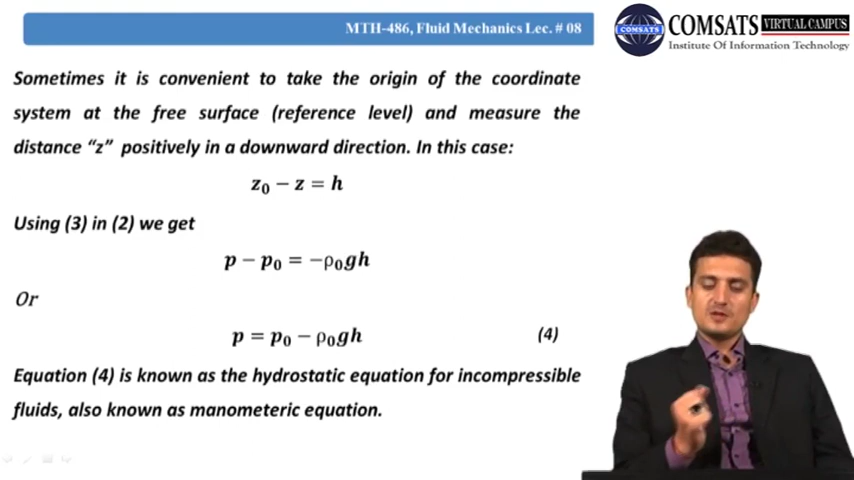 MTH-486, Fluid Mechanics Lec. # 08
COMSATS
COMSATS VIRTUAL CAMPUS
Institute Of Information Technology
Sometimes it is convenient to take the origin of the coordinate
system at the free surface (reference level) and measure the
distance “z” positively in a downward direction. In this case:
z₀ − z = h
Using (3) in (2) we get
p − p₀ = −ρ₀gh
Or
p = p₀ − ρ₀gh (4)
Equation (4) is known as the hydrostatic equation for incompressible
fluids, also known as manometeric equation.